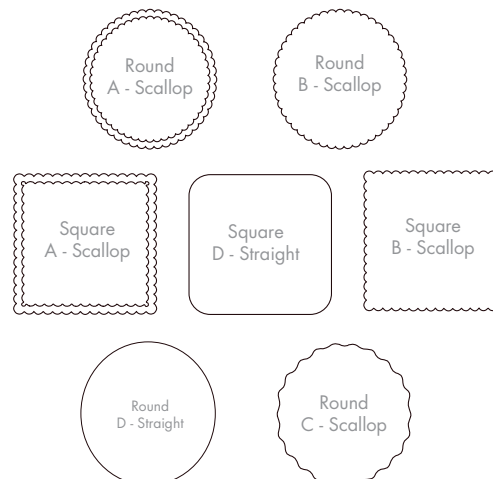 Round
A - Scallop
Round
B - Scallop
Square
A - Scallop
Square
D - Straight
Square
B - Scallop
Round
D - Straight
Round
C - Scallop